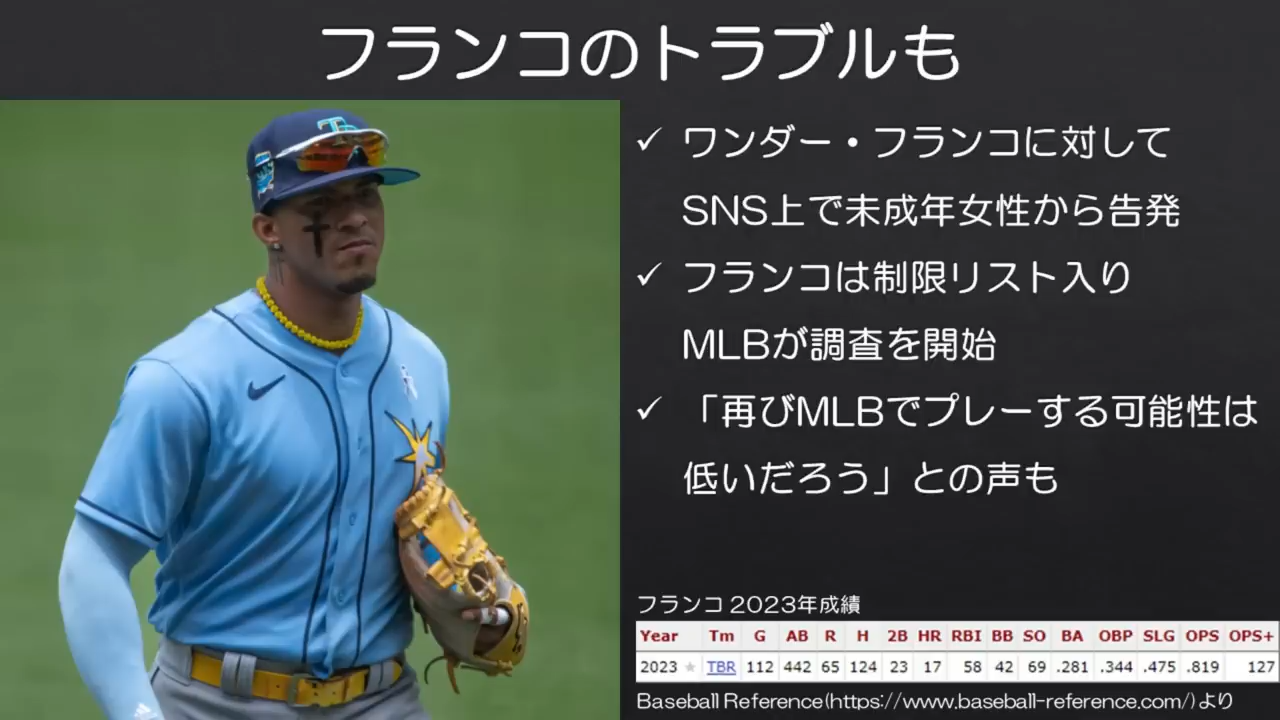 フランコのトラブルも
✓ ワンダー・フランコに対して
SNS上で未成年女性から告発
✓ フランコは制限リスト入り
MLBが調査を開始
✓ 「再びMLBでプレーする可能性は
低いだろう」との声も
TB
フランコ 2023年成績
Year Tm G AB R H 2B HR RBI BB SO BA OBP SLG OPS OPS+
2023 ★ TBR 112 442 65 124 23 17 58 42 69 .281 .344 .475 .819 127
Baseball Reference(https://www.baseball-reference.com/)より